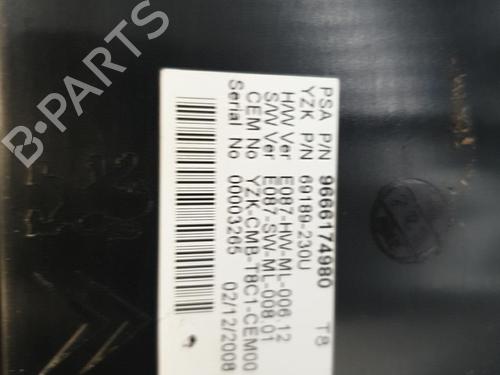 PSA P/N 9666174980 T8
YZK P/N 69189-230U
H/W Ver E087-HW-ML-006.12
S/W Ver E087-SW-ML-008.01
CEM No YZK-CMB-T8C1-CEM00
Serial No 00003265 02/12/2008
B-PARTS